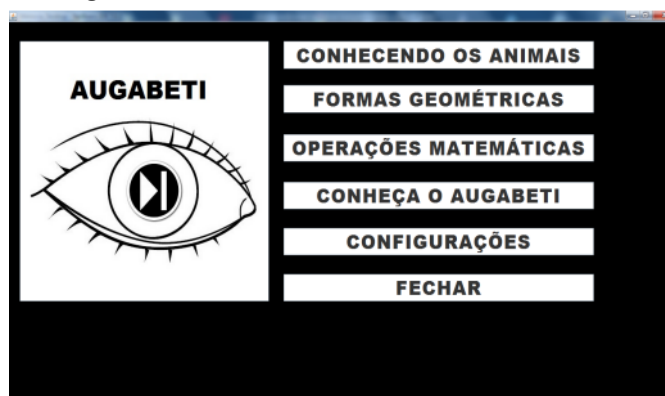 AUGABETI
CONHECENDO OS ANIMAIS
FORMAS GEOMÉTRICAS
OPERAÇÕES MATEMÁTICAS
CONHEÇA O AUGABETI
CONFIGURAÇÕES
FECHAR